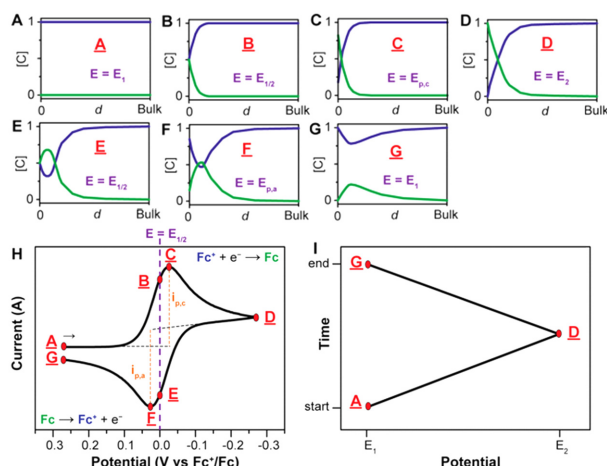 A
1
[C]
0
A
E = E1
0
d
Bulk
B
1
0
B
E = E1/2
0
d
Bulk
C
1
0
C
E = Ep,c
0
d
Bulk
D
1
0
D
E = E2
0
d
Bulk
E
1
[C]
0
E
E = E1/2
0
d
Bulk
F
1
0
F
E = Ep,a
0
d
Bulk
G
1
[C]
0
G
E = E1
0
d
Bulk
H
E = E1/2
Fc⁺ + e⁻ → Fc
C
B
ip,c
A →
G
D
ip,a
E
F
Fc → Fc⁺ + e⁻
Current (A)
0.3 0.2 0.1 0.0 -0.1 -0.2 -0.3
Potential (V vs Fc⁺/Fc)
I
end
G
Time
D
start
A
E1 E2
Potential